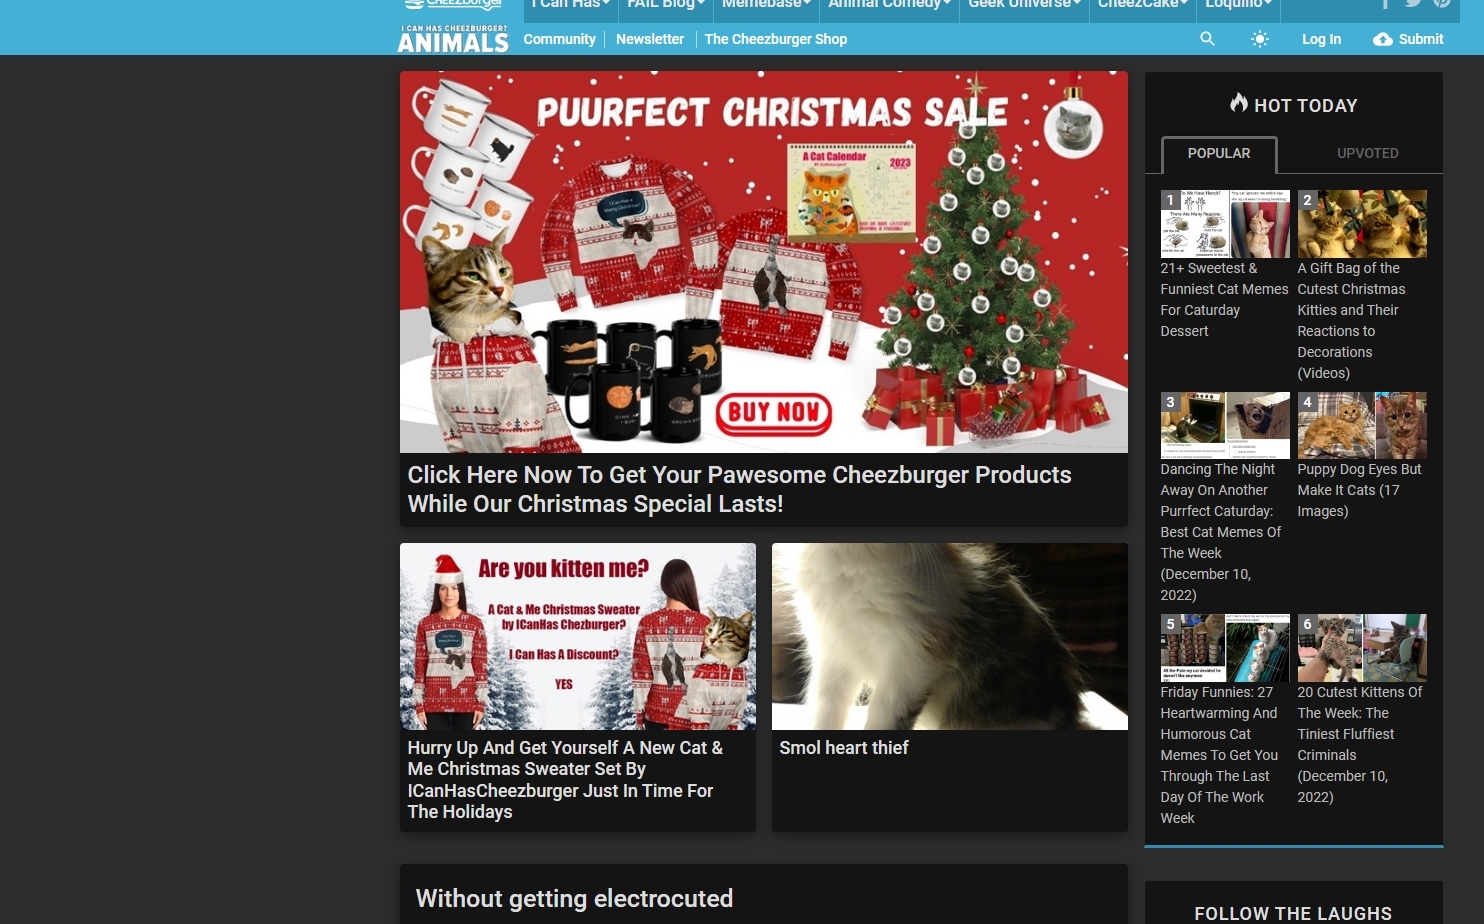 CHEEZburger
I Can Has
FAIL Blog
Memebase
Animal Comedy
Geek Universe
CheezCake
Loquillo
I CAN HAS CHEEZBURGER?
ANIMALS
Community
Newsletter
The Cheezburger Shop
Log In
Submit
PUURFECT CHRISTMAS SALE
A Cat Calendar
2023
BUY NOW
Click Here Now To Get Your Pawesome Cheezburger Products
While Our Christmas Special Lasts!
Are you kitten me?
A Cat & Me Christmas Sweater
by ICanHas Chezburger?
I Can Has A Discount?
YES
Hurry Up And Get Yourself A New Cat &
Me Christmas Sweater Set By
ICanHasCheezburger Just In Time For
The Holidays
Smol heart thief
Without getting electrocuted
HOT TODAY
POPULAR
UPVOTED
1
21+ Sweetest &
Funniest Cat Memes
For Caturday
Dessert
2
A Gift Bag of the
Cutest Christmas
Kitties and Their
Reactions to
Decorations
(Videos)
3
Dancing The Night
Away On Another
Purrfect Caturday:
Best Cat Memes Of
The Week
(December 10,
2022)
4
Puppy Dog Eyes But
Make It Cats (17
Images)
5
Friday Funnies: 27
Heartwarming And
Humorous Cat
Memes To Get You
Through The Last
Day Of The Work
Week
6
20 Cutest Kittens Of
The Week: The
Tiniest Fluffiest
Criminals
(December 10,
2022)
FOLLOW THE LAUGHS